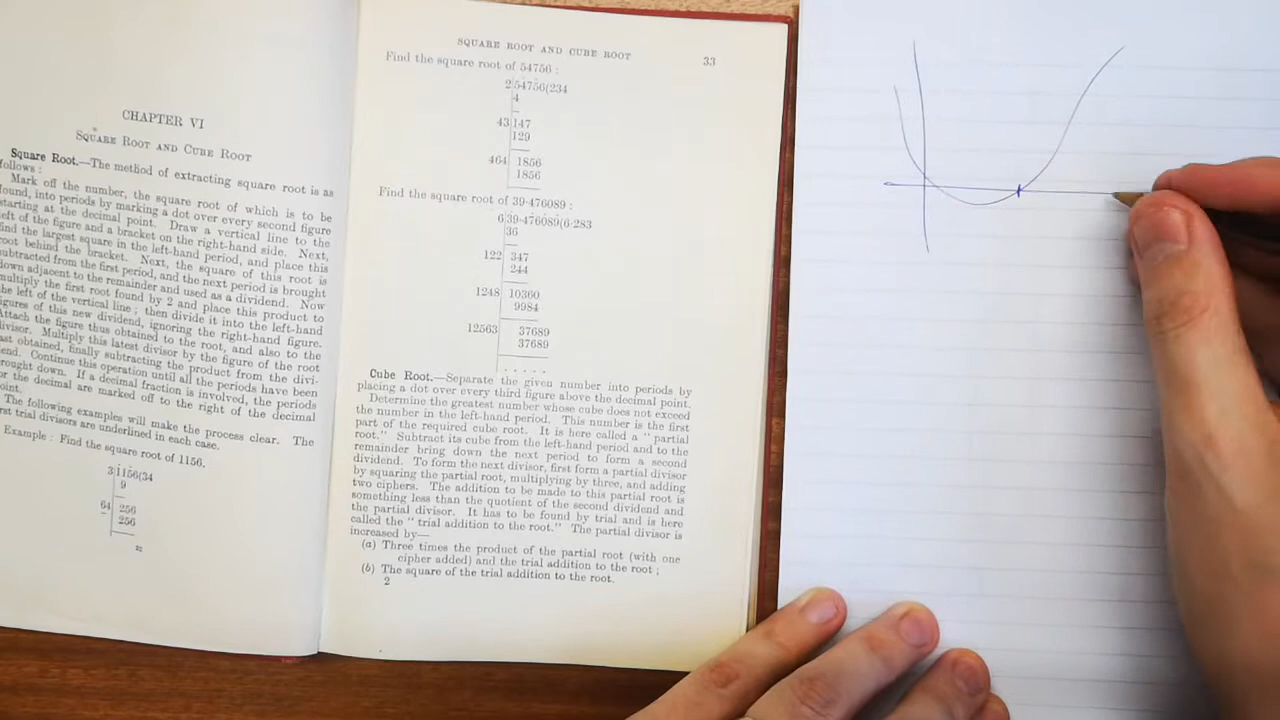 CHAPTER VI
SQUARE ROOT AND CUBE ROOT
Square Root.—The method of extracting square root is as
follows:
Mark off the number, the square root of which is to be
found, into periods by marking a dot over every second figure
starting at the decimal point. Draw a vertical line to the
left of the figure and a bracket on the right-hand side. Next,
find the largest square in the left-hand period, and place this
root behind the bracket. Next, the square of this root is
subtracted from the first period, and the next period is brought
down adjacent to the remainder and used as a dividend. Now
multiply the first root found by 2 and place this product to
the left of the vertical line; then divide it into the left-hand
figures of this new dividend, ignoring the right-hand figure.
Attach the figure thus obtained to the root, and also to the
divisor. Multiply this latest divisor by the figure of the root
last obtained, finally subtracting the product from the divi-
dend. Continue this operation until all the periods have been
brought down. If a decimal fraction is involved, the periods
for the decimal are marked off to the right of the decimal
point.
The following examples will make the process clear. The
first trial divisors are underlined in each case.
Example: Find the square root of 1156.
3|1156(34
9
64 256
256
32
SQUARE ROOT AND CUBE ROOT 33
Find the square root of 54756:
2|54756(234
4
43|147
129
464 1856
1856
Find the square root of 39·476089:
6|39·476089(6·283
36
122 347
244
1248 10360
9984
12563 37689
37689
. . . . .
Cube Root.—Separate the given number into periods by
placing a dot over every third figure above the decimal point.
Determine the greatest number whose cube does not exceed
the number in the left-hand period. This number is the first
part of the required cube root. It is here called a "partial
root." Subtract its cube from the left-hand period and to the
remainder bring down the next period to form a second
dividend. To form the next divisor, first form a partial divisor
by squaring the partial root, multiplying by three, and adding
two ciphers. The addition to be made to this partial root is
something less than the quotient of the second dividend and
the partial divisor. It has to be found by trial and is here
called the "trial addition to the root." The partial divisor is
increased by—
(a) Three times the product of the partial root (with one
cipher added) and the trial addition to the root;
(b) The square of the trial addition to the root.
2